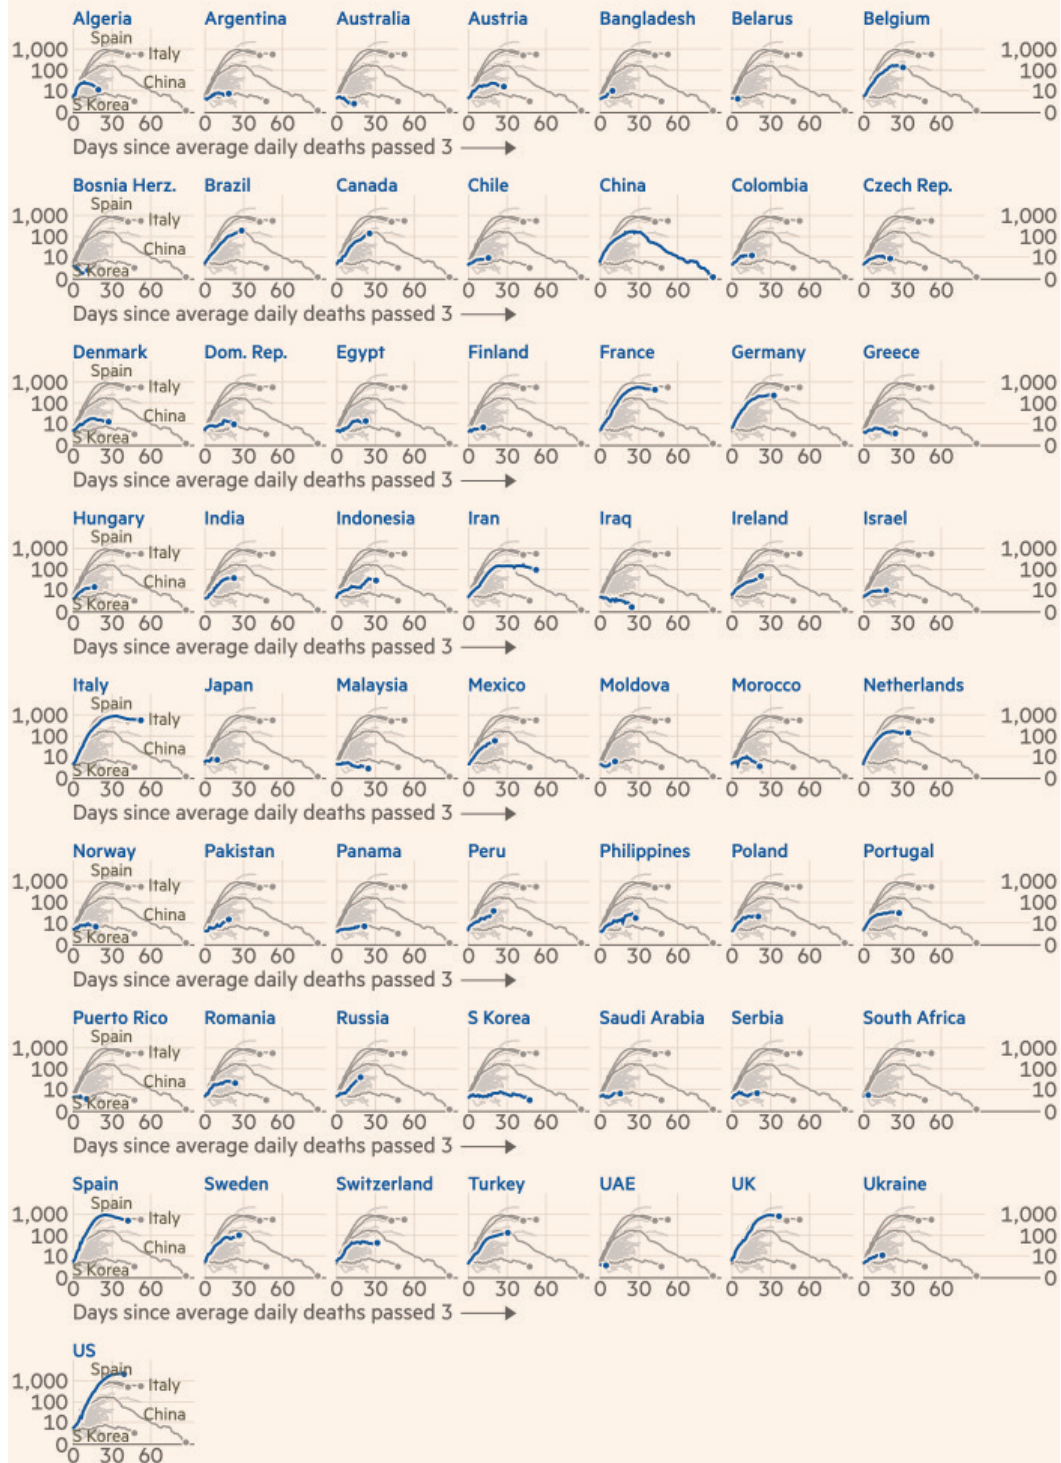 Algeria Argentina Australia Austria Bangladesh Belarus Belgium
Spain
1,000 Italy 1,000
100 China 100
10 10
0 S Korea 0
0 30 60 0 30 60 0 30 60 0 30 60 0 30 60 0 30 60 0 30 60
Days since average daily deaths passed 3
Bosnia Herz. Brazil Canada Chile China Colombia Czech Rep.
Spain
1,000 Italy 1,000
100 China 100
10 10
0 S Korea 0
0 30 60 0 30 60 0 30 60 0 30 60 0 30 60 0 30 60 0 30 60
Days since average daily deaths passed 3
Denmark Dom. Rep. Egypt Finland France Germany Greece
Spain
1,000 Italy 1,000
100 China 100
10 10
0 S Korea 0
0 30 60 0 30 60 0 30 60 0 30 60 0 30 60 0 30 60 0 30 60
Days since average daily deaths passed 3
Hungary India Indonesia Iran Iraq Ireland Israel
Spain
1,000 Italy 1,000
100 China 100
10 10
0 S Korea 0
0 30 60 0 30 60 0 30 60 0 30 60 0 30 60 0 30 60 0 30 60
Days since average daily deaths passed 3
Italy Japan Malaysia Mexico Moldova Morocco Netherlands
Spain
1,000 Italy 1,000
100 China 100
10 10
0 S Korea 0
0 30 60 0 30 60 0 30 60 0 30 60 0 30 60 0 30 60 0 30 60
Days since average daily deaths passed 3
Norway Pakistan Panama Peru Philippines Poland Portugal
Spain
1,000 Italy 1,000
100 China 100
10 10
0 S Korea 0
0 30 60 0 30 60 0 30 60 0 30 60 0 30 60 0 30 60 0 30 60
Days since average daily deaths passed 3
Puerto Rico Romania Russia S Korea Saudi Arabia Serbia South Africa
Spain
1,000 Italy 1,000
100 China 100
10 10
0 S Korea 0
0 30 60 0 30 60 0 30 60 0 30 60 0 30 60 0 30 60 0 30 60
Days since average daily deaths passed 3
Spain Sweden Switzerland Turkey UAE UK Ukraine
Spain
1,000 Italy 1,000
100 China 100
10 10
0 S Korea 0
0 30 60 0 30 60 0 30 60 0 30 60 0 30 60 0 30 60 0 30 60
Days since average daily deaths passed 3
US
Spain
1,000 Italy
100 China
10
0 S Korea
0 30 60